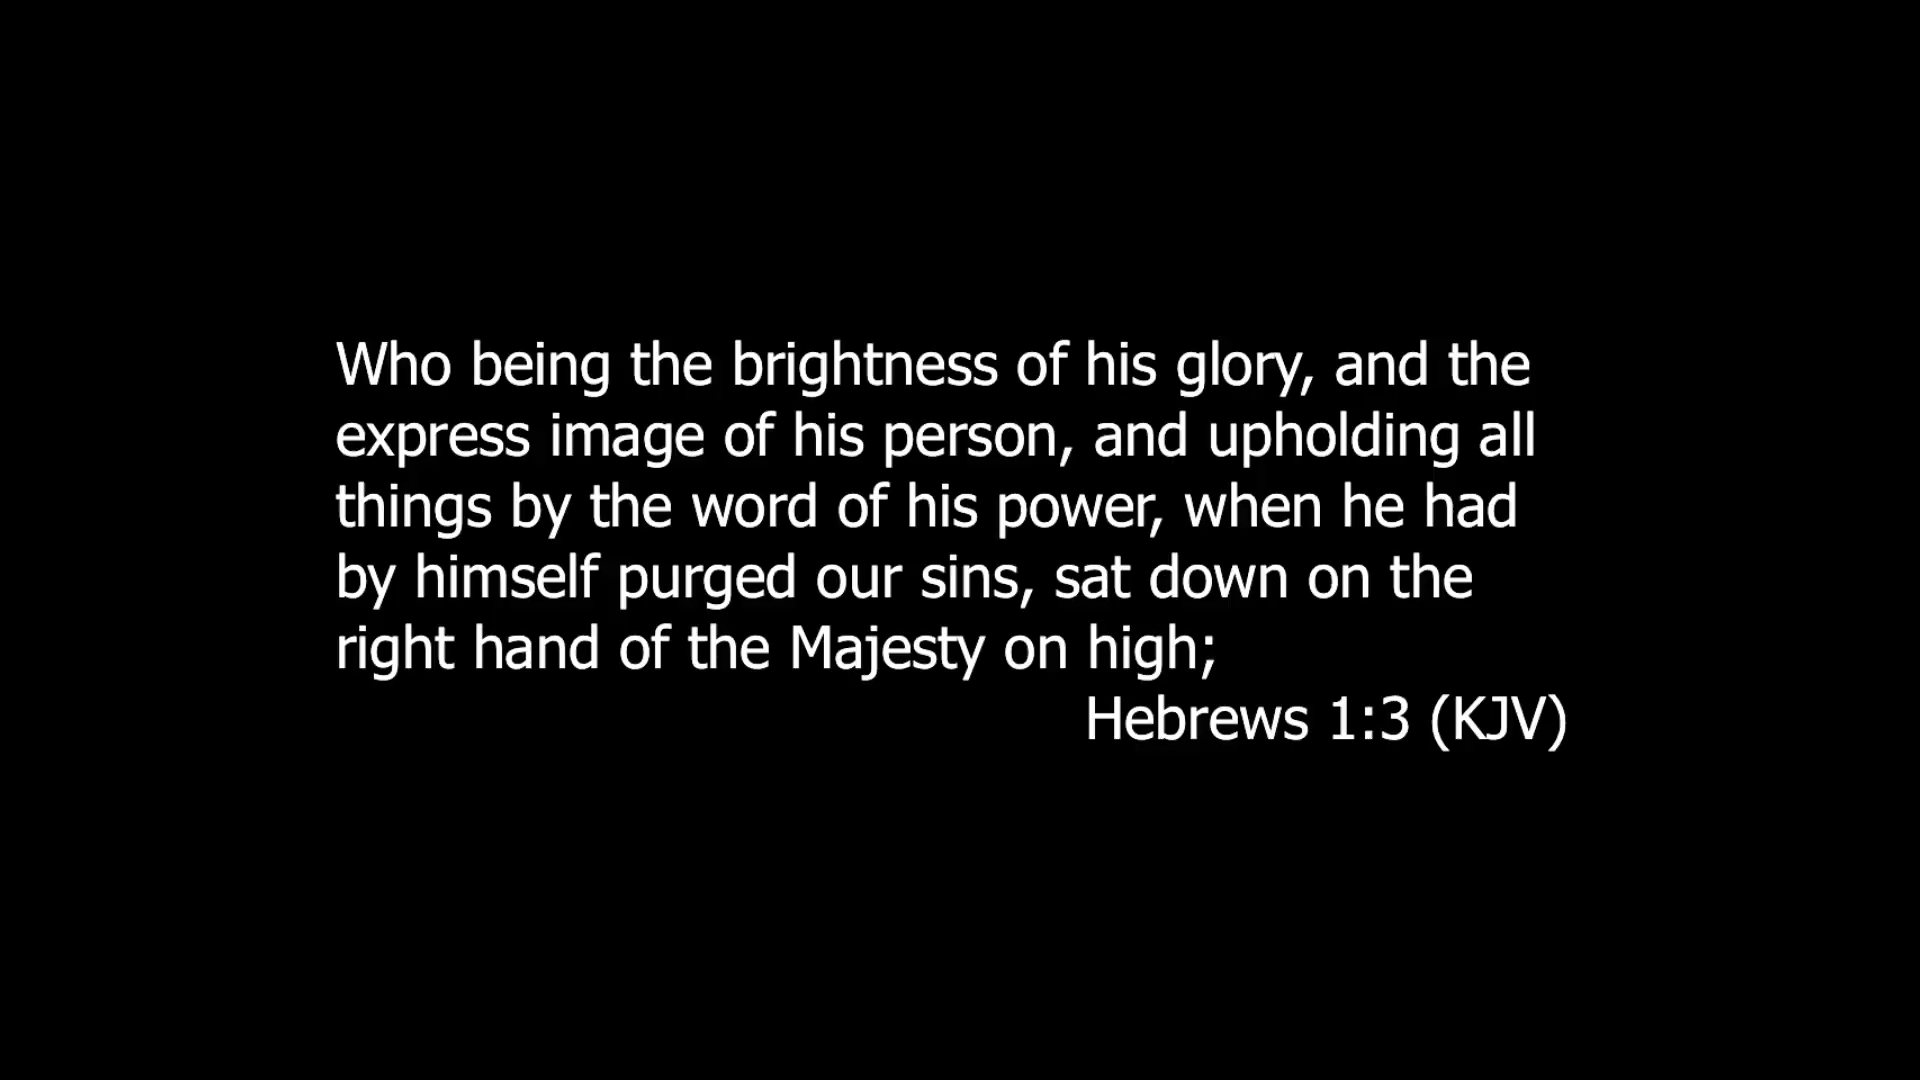 Who being the brightness of his glory, and the
express image of his person, and upholding all
things by the word of his power, when he had
by himself purged our sins, sat down on the
right hand of the Majesty on high;
Hebrews 1:3 (KJV)